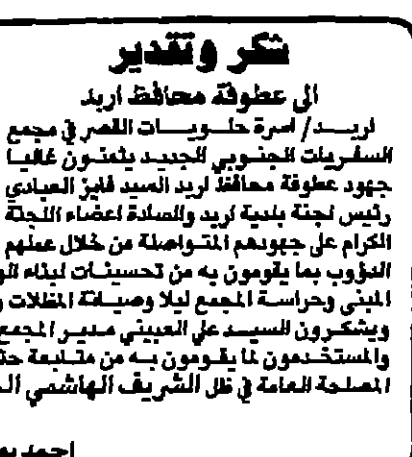 شكر وتقدير
الى عطوفة محافظ اربد
اربد/ اسرة حلويات القصر في مجمع
السفريات الجنوبي الجديد يثمنون غاليا
جهود عطوفة محافظ اربد السيد فايز العبادي
رئيس لجنة بلدية اربد والسادة اعضاء اللجنة
الكرام على جهودهم المتواصلة من خلال عملهم
الدؤوب بما يقومون به من تحسينات لبناء
المبنى وحراسة المجمع ليلا وصيانة المظلات و
ويشكرون السيد علي العبيني مدير المجمع
والمستخدمون لما يقومون به من متابعة
المصلحة العامة في ظل الشريف الهاشمي
احمد